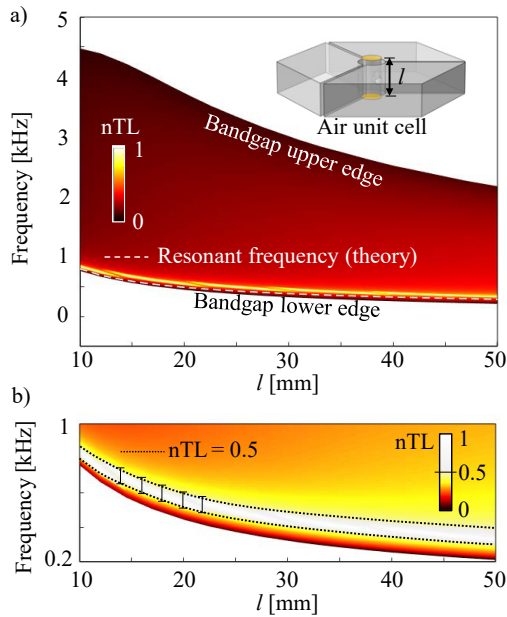 a)
5
4
3
2
1
0
Frequency [kHz]
nTL
1
0
l
Air unit cell
Bandgap upper edge
Resonant frequency (theory)
Bandgap lower edge
10
20
30
40
50
l [mm]
b)
1
0.2
Frequency [kHz]
nTL = 0.5
nTL
1
0.5
0
10
20
30
40
50
l [mm]